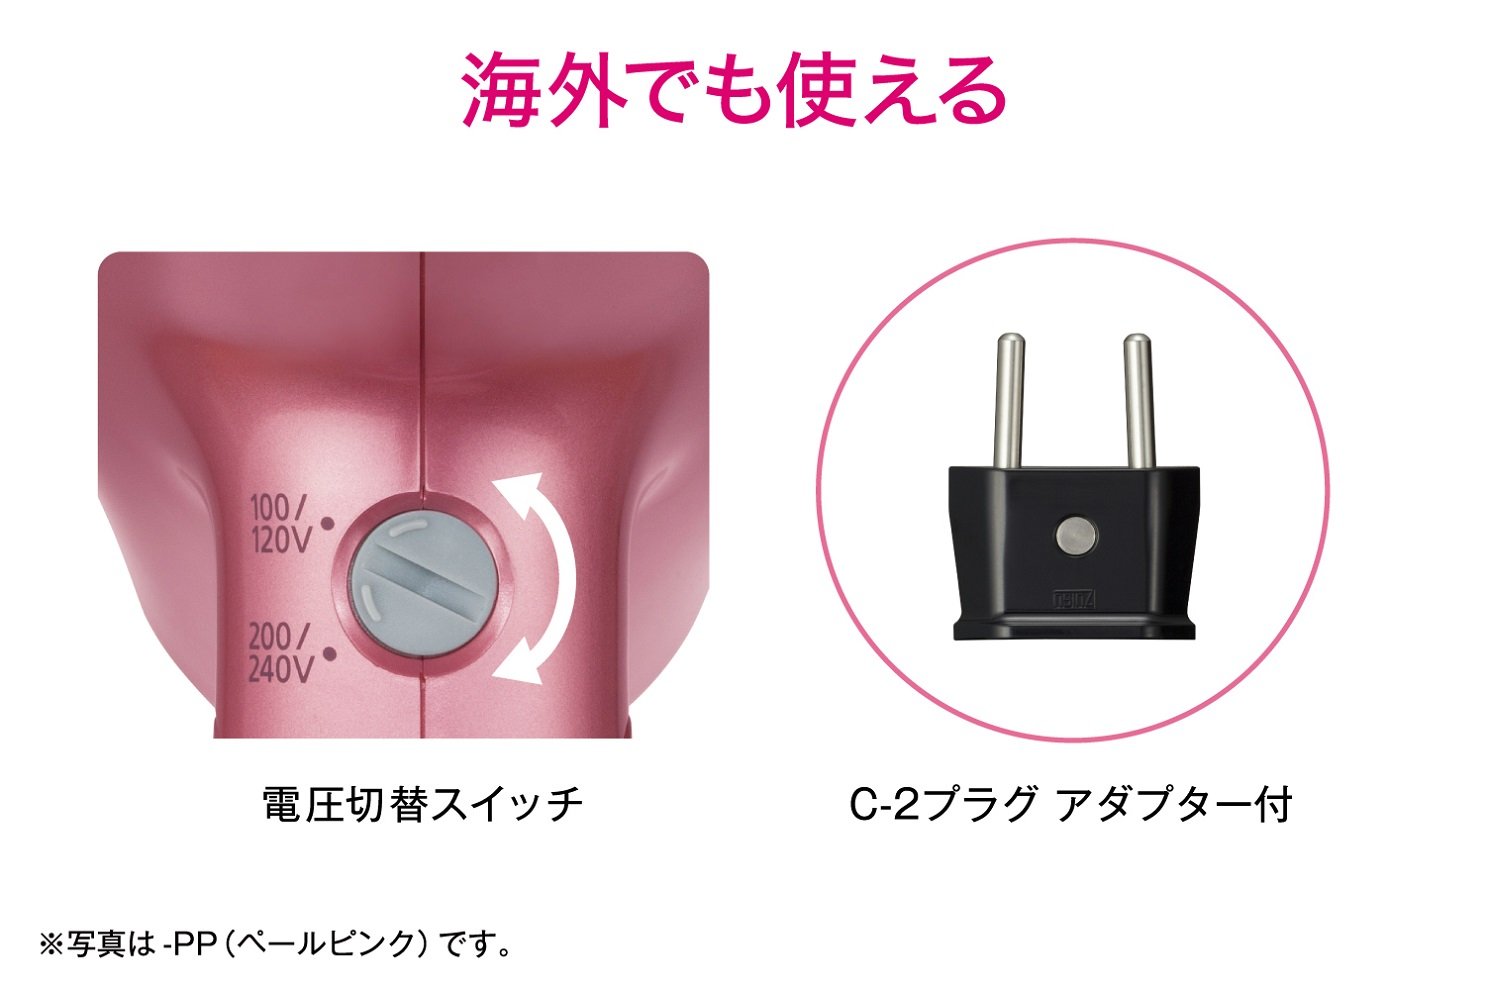 海外でも使える
100/
120V
200/
240V
電圧切替スイッチ
C-2プラグ アダプター付
※写真は -PP（ペールピンク）です。